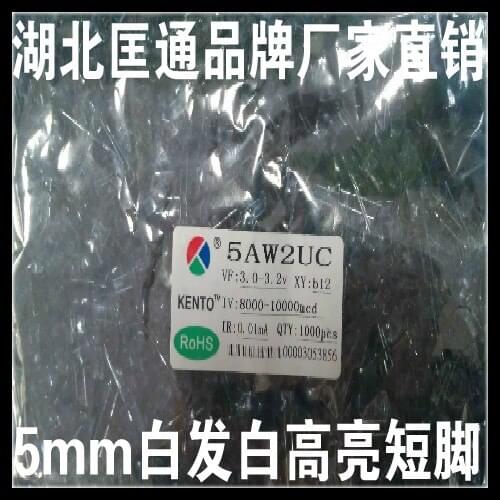 湖北匡通品牌厂家直销
® 5AW2UC
VF:3.0-3.2v XY:b12
KENTO™ IV:8000-10000mcd
IR:0.01mA QTY:1000pcs
RoHS
100003053856
5mm白发白高亮短脚